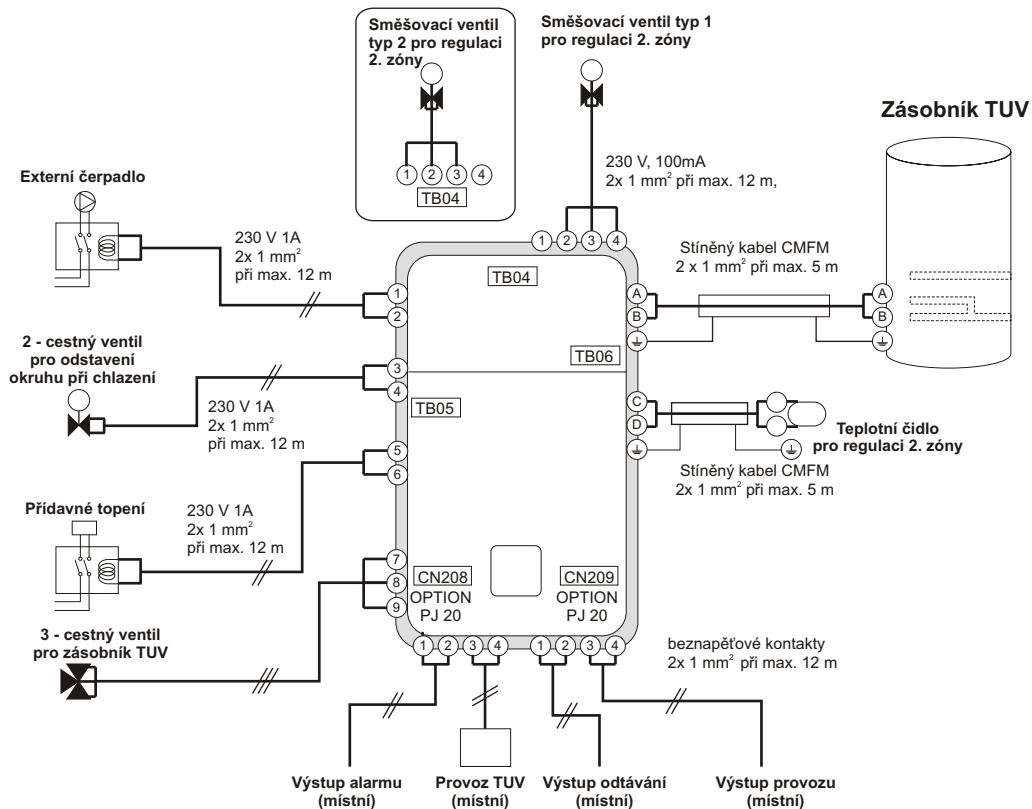 Směšovací ventil
typ 2 pro regulaci
2. zóny
1 2 3 4
TB04
Směšovací ventil typ 1
pro regulaci 2. zóny
230 V, 100mA
2x 1 mm² při max. 12 m,
1 2 3 4
TB04
Zásobník TUV
Stíněný kabel CMFM
2 x 1 mm² při max. 5 m
A
B
A
B
TB06
Externí čerpadlo
230 V 1A
2x 1 mm²
při max. 12 m
1
2
2 - cestný ventil
pro odstavení
okruhu při chlazení
230 V 1A
2x 1 mm²
při max. 12 m
3
4
TB05
C
D
Teplotní čidlo
pro regulaci 2. zóny
Stíněný kabel CMFM
2x 1 mm² při max. 5 m
Přídavné topení
230 V 1A
2x 1 mm²
při max. 12 m
5
6
3 - cestný ventil
pro zásobník TUV
7
8
9
CN208
OPTION
PJ 20
CN209
OPTION
PJ 20
1 2 3 4
1 2 3 4
beznapěťové kontakty
2x 1 mm² při max. 12 m
Výstup alarmu
(místní)
Provoz TUV
(místní)
Výstup odtávání
(místní)
Výstup provozu
(místní)